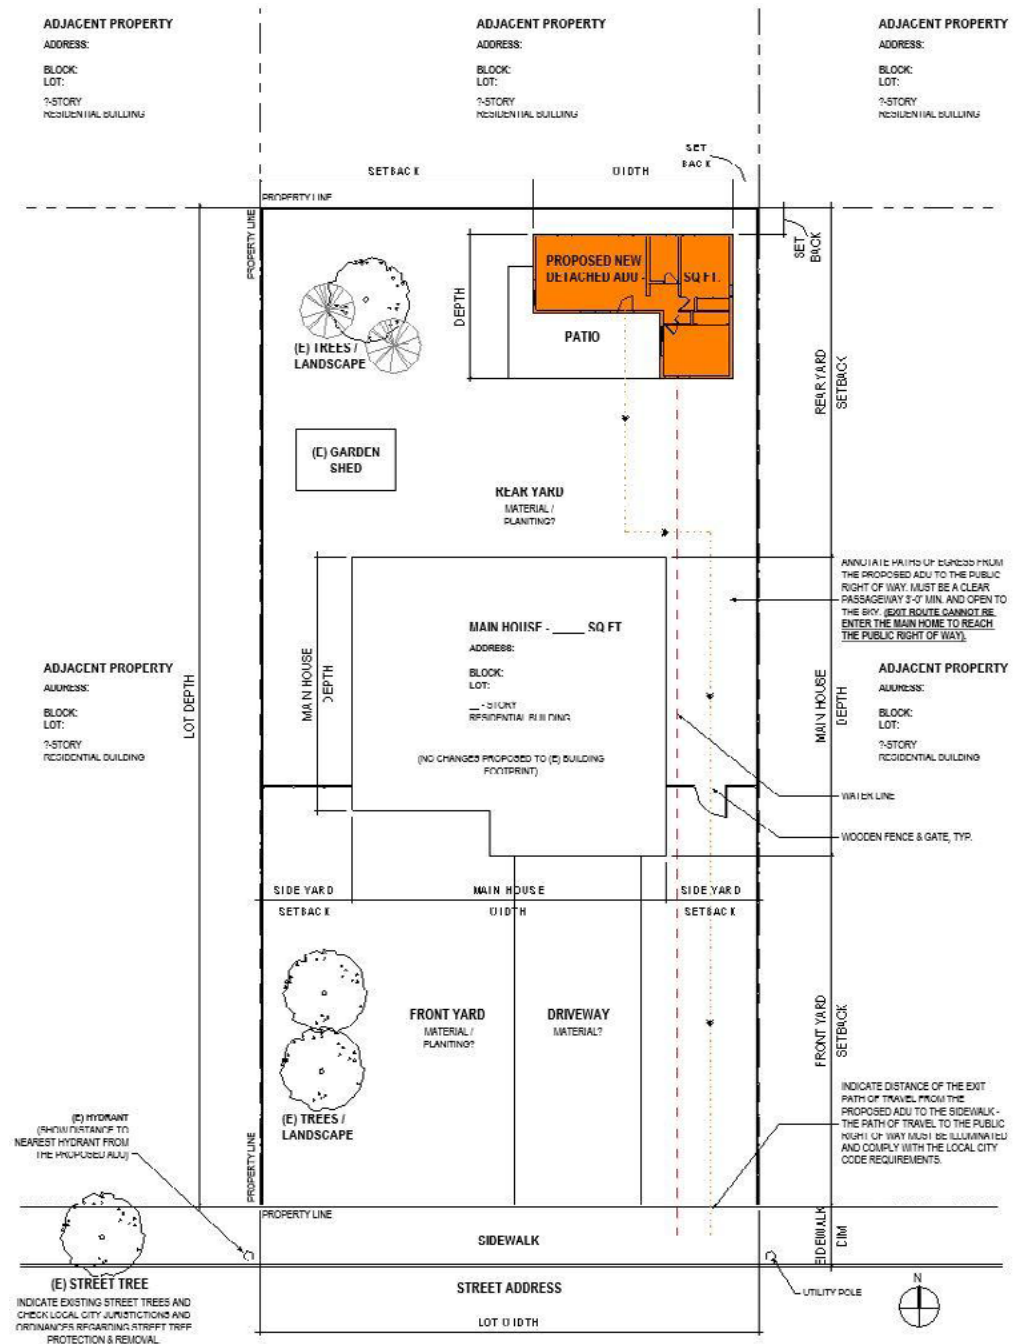 ADJACENT PROPERTY
ADDRESS:
BLOCK:
LOT:
?-STORY
RESIDENTIAL BUILDING
ADJACENT PROPERTY
ADDRESS:
BLOCK:
LOT:
?-STORY
RESIDENTIAL BUILDING
ADJACENT PROPERTY
ADDRESS:
BLOCK:
LOT:
?-STORY
RESIDENTIAL BUILDING
SETBACK
WIDTH
SET
BACK
PROPERTY LINE
PROPERTY LINE
SET
BACK
PROPOSED NEW
DETACHED ADU - SQ FT.
DEPTH
PATIO
(E) TREES /
LANDSCAPE
REAR YARD
SETBACK
(E) GARDEN
SHED
REAR YARD
MATERIAL /
PLANITING?
ANNOTATE PATHS OF EGRESS FROM
THE PROPOSED ADU TO THE PUBLIC
RIGHT OF WAY. MUST BE A CLEAR
PASSAGEWAY 3'-0" MIN. AND OPEN TO
THE SKY. (EXIT ROUTE CANNOT RE
ENTER THE MAIN HOME TO REACH
THE PUBLIC RIGHT OF WAY).
MAIN HOUSE - ____ SQ FT
ADDRESS:
BLOCK:
LOT:
__ - STORY
RESIDENTIAL BUILDING
(NO CHANGES PROPOSED TO (E) BUILDING
FOOTPRINT)
MAIN HOUSE
DEPTH
LOT DEPTH
ADJACENT PROPERTY
ADDRESS:
BLOCK:
LOT:
?-STORY
RESIDENTIAL BUILDING
MAIN HOUSE
DEPTH
ADJACENT PROPERTY
ADDRESS:
BLOCK:
LOT:
?-STORY
RESIDENTIAL BUILDING
WATER LINE
WOODEN FENCE & GATE, TYP.
SIDE YARD
SETBACK
MAIN HOUSE
WIDTH
SIDE YARD
SETBACK
FRONT YARD
MATERIAL /
PLANITING?
DRIVEWAY
MATERIAL?
FRONT YARD
SETBACK
(E) TREES /
LANDSCAPE
INDICATE DISTANCE OF THE EXIT
PATH OF TRAVEL FROM THE
PROPOSED ADU TO THE SIDEWALK -
THE PATH OF TRAVEL TO THE PUBLIC
RIGHT OF WAY MUST BE ILLUMINATED
AND COMPLY WITH THE LOCAL CITY
CODE REQUIREMENTS.
(E) HYDRANT
(SHOW DISTANCE TO
NEAREST HYDRANT FROM
THE PROPOSED ADU)
PROPERTY LINE
PROPERTY LINE
SIDEWALK
SIDEWALK
DIM
(E) STREET TREE
INDICATE EXISTING STREET TREES AND
CHECK LOCAL CITY JURISTICTIONS AND
ORDINANCES REGARDING STREET TREE
PROTECTION & REMOVAL
STREET ADDRESS
UTILITY POLE
LOT WIDTH
N